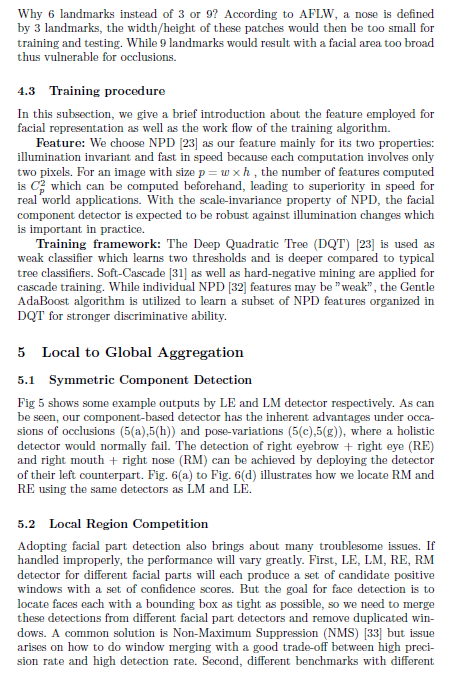 Why 6 landmarks instead of 3 or 9? According to AFLW, a nose is defined
by 3 landmarks, the width/height of these patches would then be too small for
training and testing. While 9 landmarks would result with a facial area too broad
thus vulnerable for occlusions.
4.3 Training procedure
In this subsection, we give a brief introduction about the feature employed for
facial representation as well as the work flow of the training algorithm.
Feature: We choose NPD [23] as our feature mainly for its two properties:
illumination invariant and fast in speed because each computation involves only
two pixels. For an image with size p = w × h , the number of features computed
is C_p^2 which can be computed beforehand, leading to superiority in speed for
real world applications. With the scale-invariance property of NPD, the facial
component detector is expected to be robust against illumination changes which
is important in practice.
Training framework: The Deep Quadratic Tree (DQT) [23] is used as
weak classifier which learns two thresholds and is deeper compared to typical
tree classifiers. Soft-Cascade [31] as well as hard-negative mining are applied for
cascade training. While individual NPD [32] features may be "weak", the Gentle
AdaBoost algorithm is utilized to learn a subset of NPD features organized in
DQT for stronger discriminative ability.
5 Local to Global Aggregation
5.1 Symmetric Component Detection
Fig 5 shows some example outputs by LE and LM detector respectively. As can
be seen, our component-based detector has the inherent advantages under occa-
sions of occlusions (5(a),5(h)) and pose-variations (5(c),5(g)), where a holistic
detector would normally fail. The detection of right eyebrow + right eye (RE)
and right mouth + right nose (RM) can be achieved by deploying the detector
of their left counterpart. Fig. 6(a) to Fig. 6(d) illustrates how we locate RM and
RE using the same detectors as LM and LE.
5.2 Local Region Competition
Adopting facial part detection also brings about many troublesome issues. If
handled improperly, the performance will vary greatly. First, LE, LM, RE, RM
detector for different facial parts will each produce a set of candidate positive
windows with a set of confidence scores. But the goal for face detection is to
locate faces each with a bounding box as tight as possible, so we need to merge
these detections from different facial part detectors and remove duplicated win-
dows. A common solution is Non-Maximum Suppression (NMS) [33] but issue
arises on how to do window merging with a good trade-off between high preci-
sion rate and high detection rate. Second, different benchmarks with different